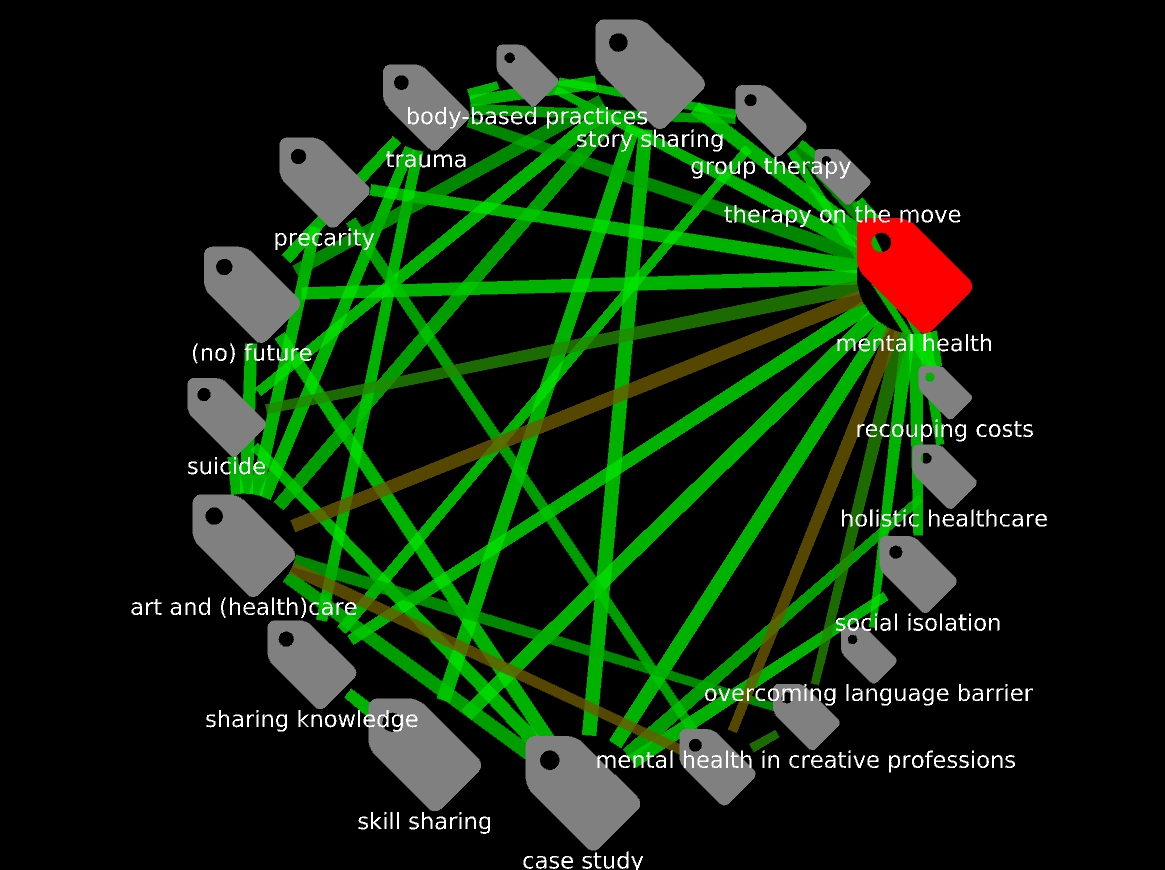 body-based practices
story sharing
trauma
group therapy
therapy on the move
precarity
mental health
(no) future
recouping costs
suicide
holistic healthcare
art and (health)care
social isolation
overcoming language barrier
sharing knowledge
mental health in creative professions
skill sharing
case study